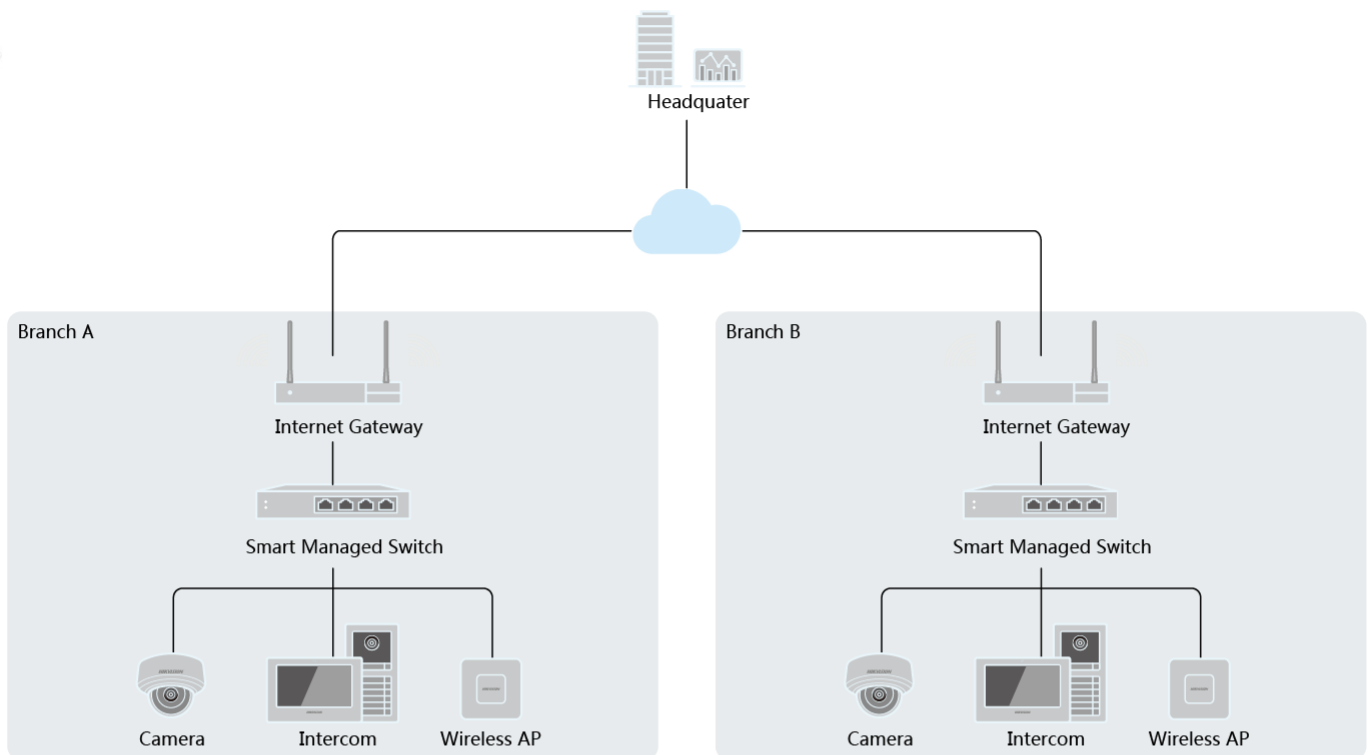 Headquater
Branch A
Internet Gateway
Smart Managed Switch
Camera
Intercom
Wireless AP
Branch B
Internet Gateway
Smart Managed Switch
Camera
Intercom
Wireless AP